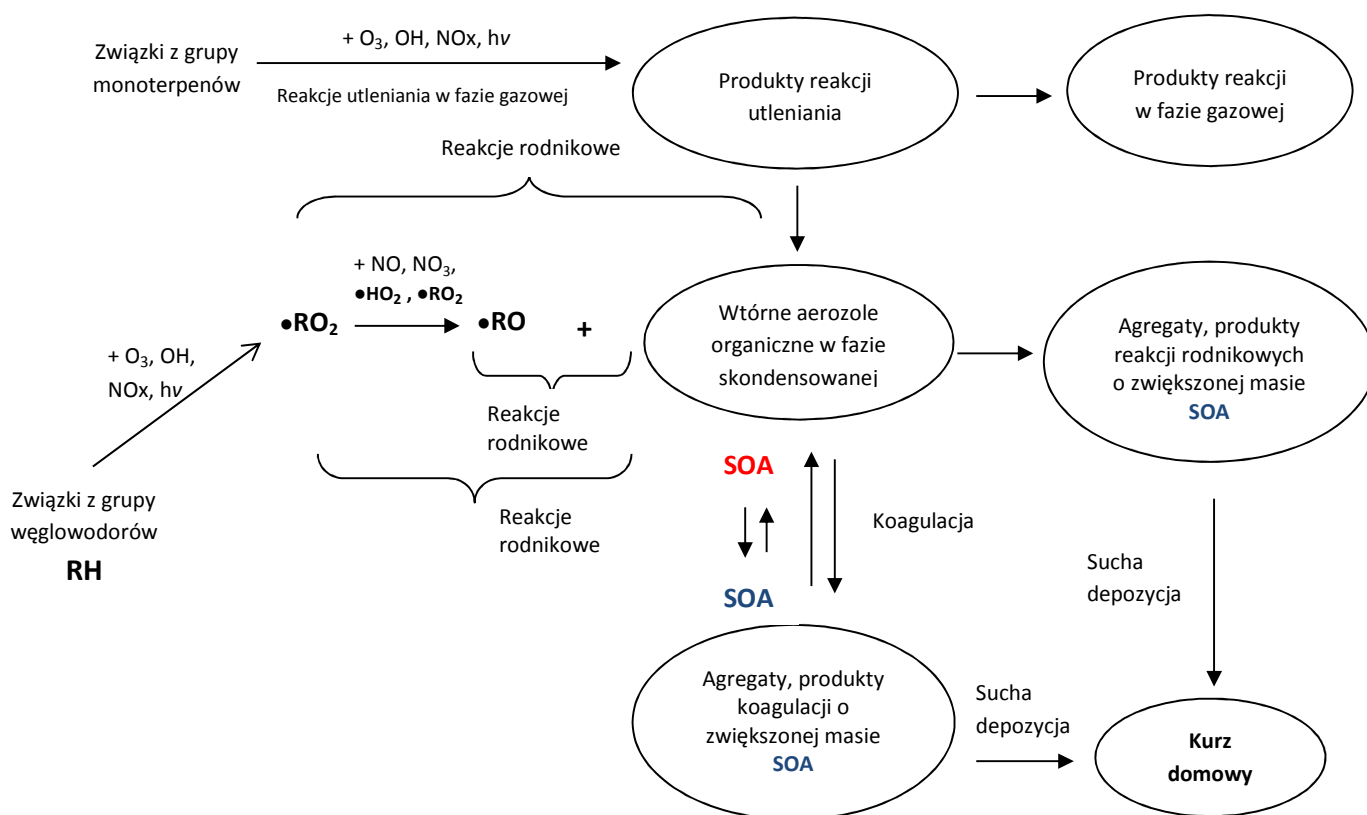 Związki z grupy
monoterpenów
+ O₃, OH, NOx, hv
Reakcje utleniania w fazie gazowej
Produkty reakcji
utleniania
Produkty reakcji
w fazie gazowej
Reakcje rodnikowe
+ NO, NO₃,
●HO₂ , ●RO₂
●RO₂
●RO
+
Wtórne aerozole
organiczne w fazie
skondensowanej
Agregaty, produkty
reakcji rodnikowych
o zwiększonej masie
SOA
+ O₃, OH,
NOx, hv
Reakcje
rodnikowe
Reakcje
rodnikowe
Związki z grupy
węglowodorów
RH
SOA
SOA
Koagulacja
Sucha
depozycja
Agregaty, produkty
koagulacji o
zwiększonej masie
SOA
Sucha
depozycja
Kurz
domowy